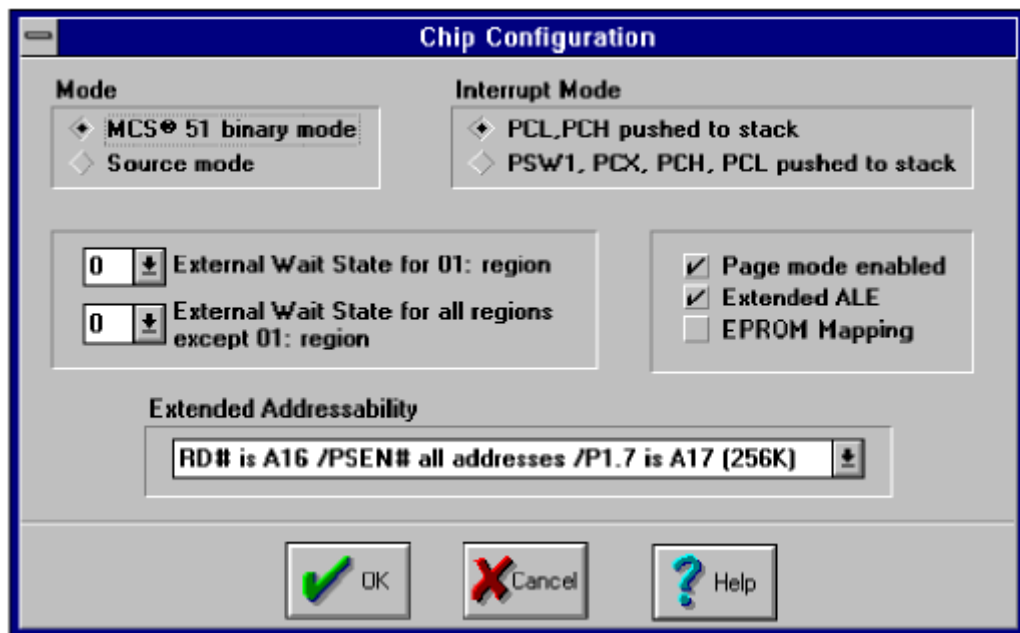 Chip Configuration
Mode
MCS® 51 binary mode
Source mode
Interrupt Mode
PCL,PCH pushed to stack
PSW1, PCX, PCH, PCL pushed to stack
0 External Wait State for 01: region
0 External Wait State for all regions
except 01: region
Page mode enabled
Extended ALE
EPROM Mapping
Extended Addressability
RD# is A16 /PSEN# all addresses /P1.7 is A17 (256K)
OK
Cancel
Help